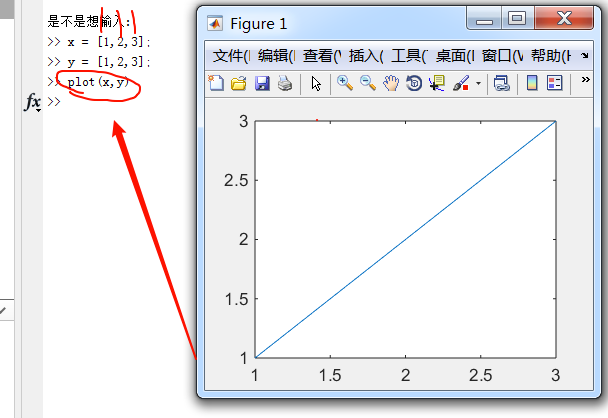 是不是想输入:
>> x = [1,2,3];
>> y = [1,2,3];
>> plot(x,y)
fx >>
Figure 1
文件(F 编辑(E 查看(V 插入(I 工具(T 桌面(D 窗口(W 帮助(H
3
2.5
2
1.5
1
1 1.5 2 2.5 3